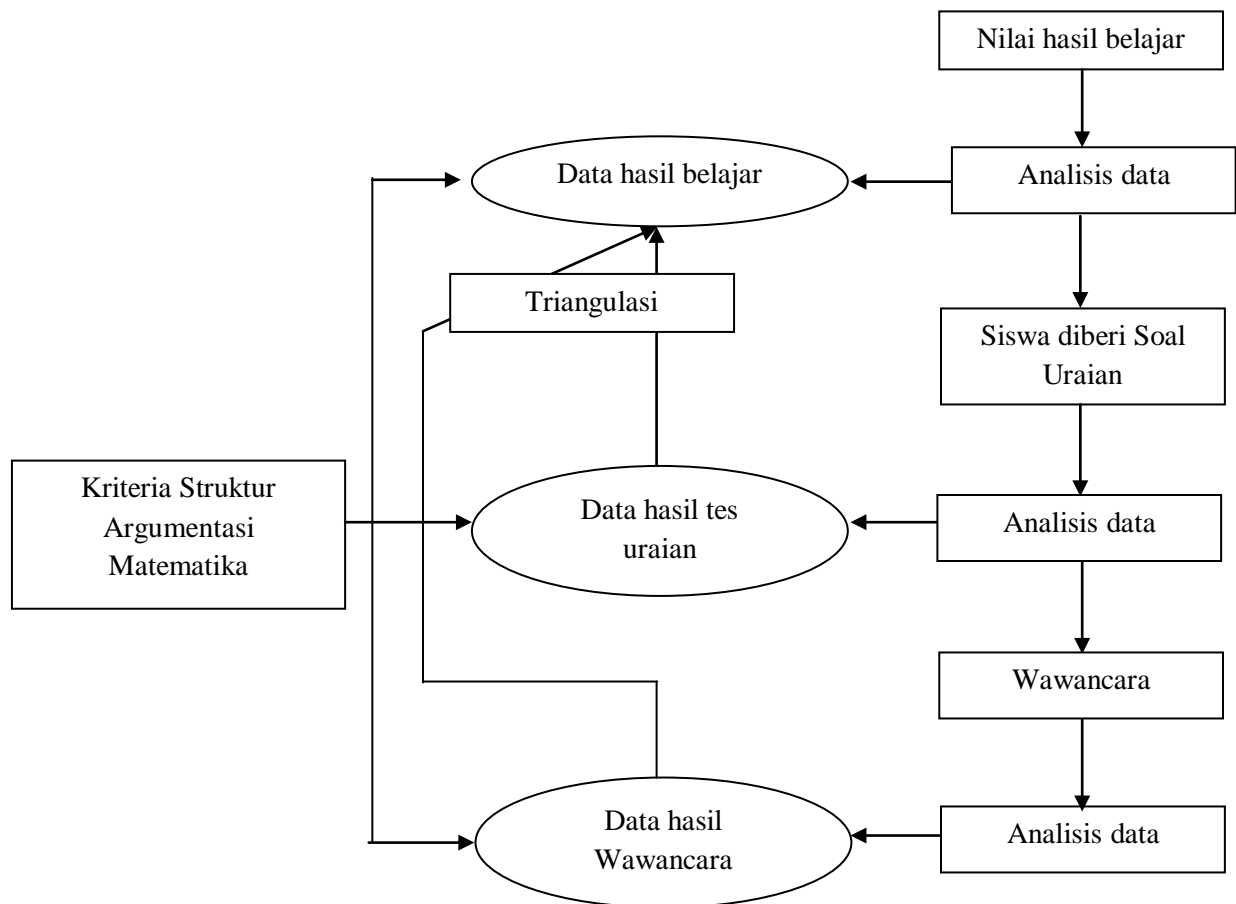 Nilai hasil belajar
Data hasil belajar
Analisis data
Triangulasi
Siswa diberi Soal
Uraian
Kriteria Struktur
Argumentasi
Matematika
Data hasil tes
uraian
Analisis data
Wawancara
Data hasil
Wawancara
Analisis data